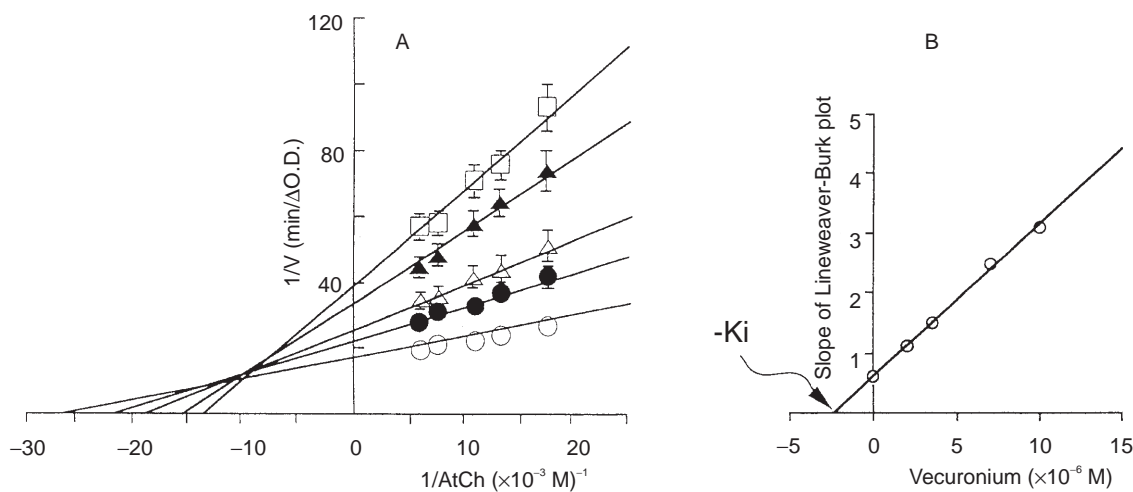 A
120
80
40
1/V (min/ΔO.D.)
−30
−20
−10
0
10
20
1/AtCh (×10⁻³ M)⁻¹
B
5
4
3
2
1
Slope of Lineweaver-Burk plot
-Ki
−5
0
5
10
15
Vecuronium (×10⁻⁶ M)